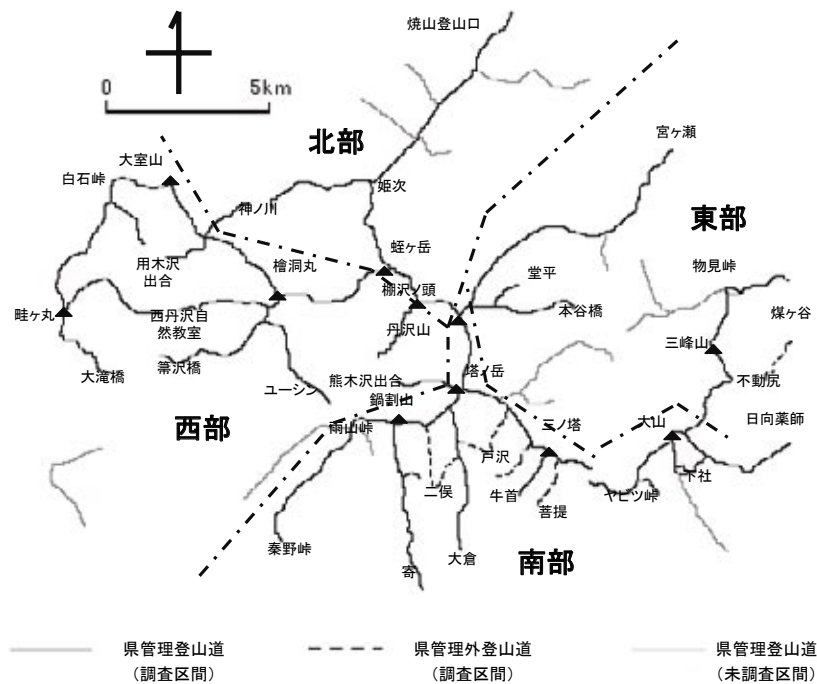 焼山登山口
0
5km
宮ヶ瀬
北部
大室山
白石峠
姫次
神ノ川
東部
蛭ヶ岳
用木沢
出合
檜洞丸
堂平
物見峠
棚沢ノ頭
煤ヶ谷
畦ヶ丸
西丹沢自
然教室
本谷橋
丹沢山
三峰山
塔ノ岳
大滝橋
箒沢橋
熊木沢出合
不動尻
ユーシン
鍋割山
西部
雨山峠
三ノ塔
大山
日向薬師
戸沢
下社
二俣
牛首
ヤビツ峠
菩提
秦野峠
大倉
寄
南部
県管理登山道
(調査区間)
県管理外登山道
(調査区間)
県管理登山道
(未調査区間)